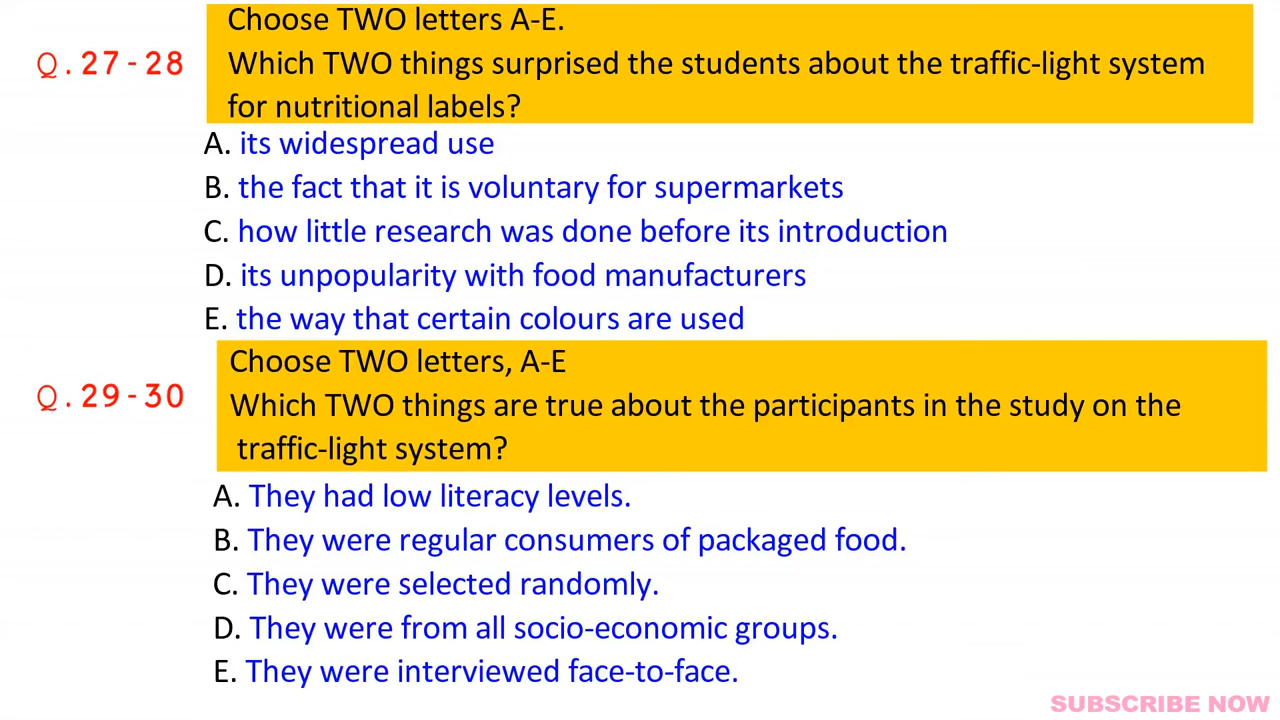 Choose TWO letters A-E.
Q.27-28
Which TWO things surprised the students about the traffic-light system
for nutritional labels?
A. its widespread use
B. the fact that it is voluntary for supermarkets
C. how little research was done before its introduction
D. its unpopularity with food manufacturers
E. the way that certain colours are used
Choose TWO letters, A-E
Q.29-30
Which TWO things are true about the participants in the study on the
traffic-light system?
A. They had low literacy levels.
B. They were regular consumers of packaged food.
C. They were selected randomly.
D. They were from all socio-economic groups.
E. They were interviewed face-to-face.
SUBSCRIBE NOW